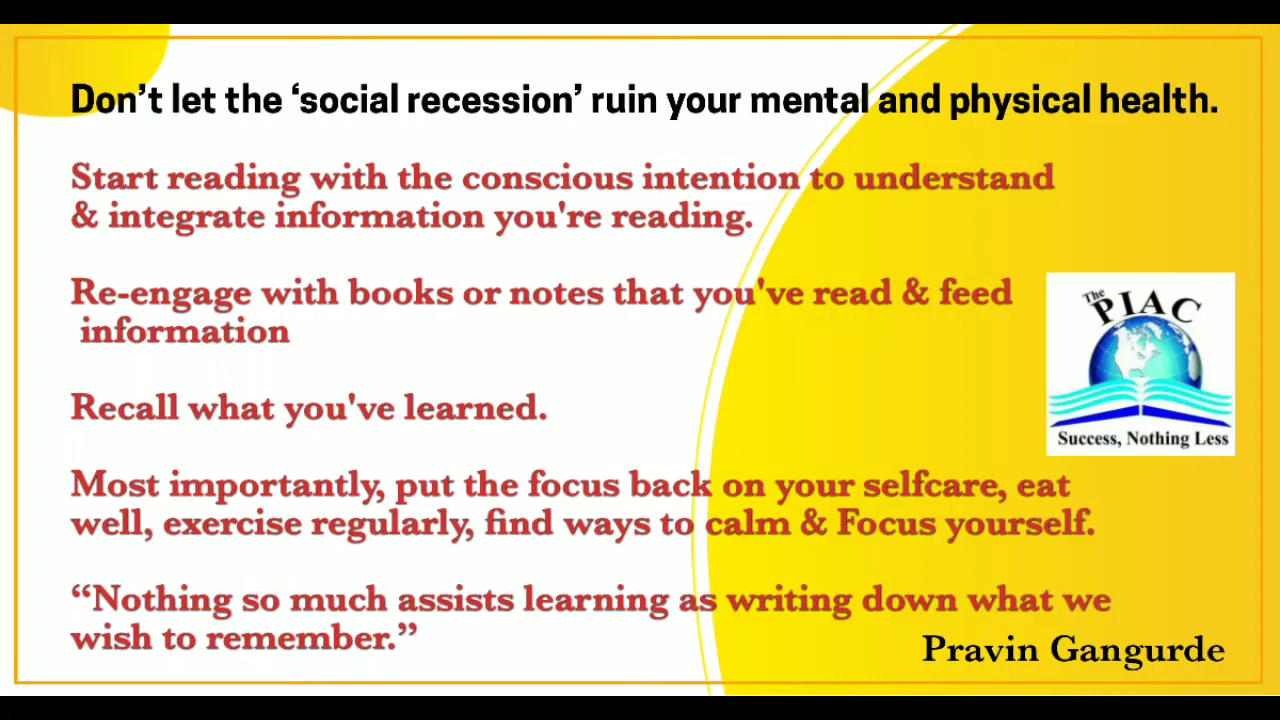 Don't let the ‘social recession’ ruin your mental and physical health.
Start reading with the conscious intention to understand
& integrate information you're reading.
Re-engage with books or notes that you've read & feed
information
Recall what you've learned.
The PIAC
Success, Nothing Less
Most importantly, put the focus back on your selfcare, eat
well, exercise regularly, find ways to calm & Focus yourself.
“Nothing so much assists learning as writing down what we
wish to remember.”
Pravin Gangurde